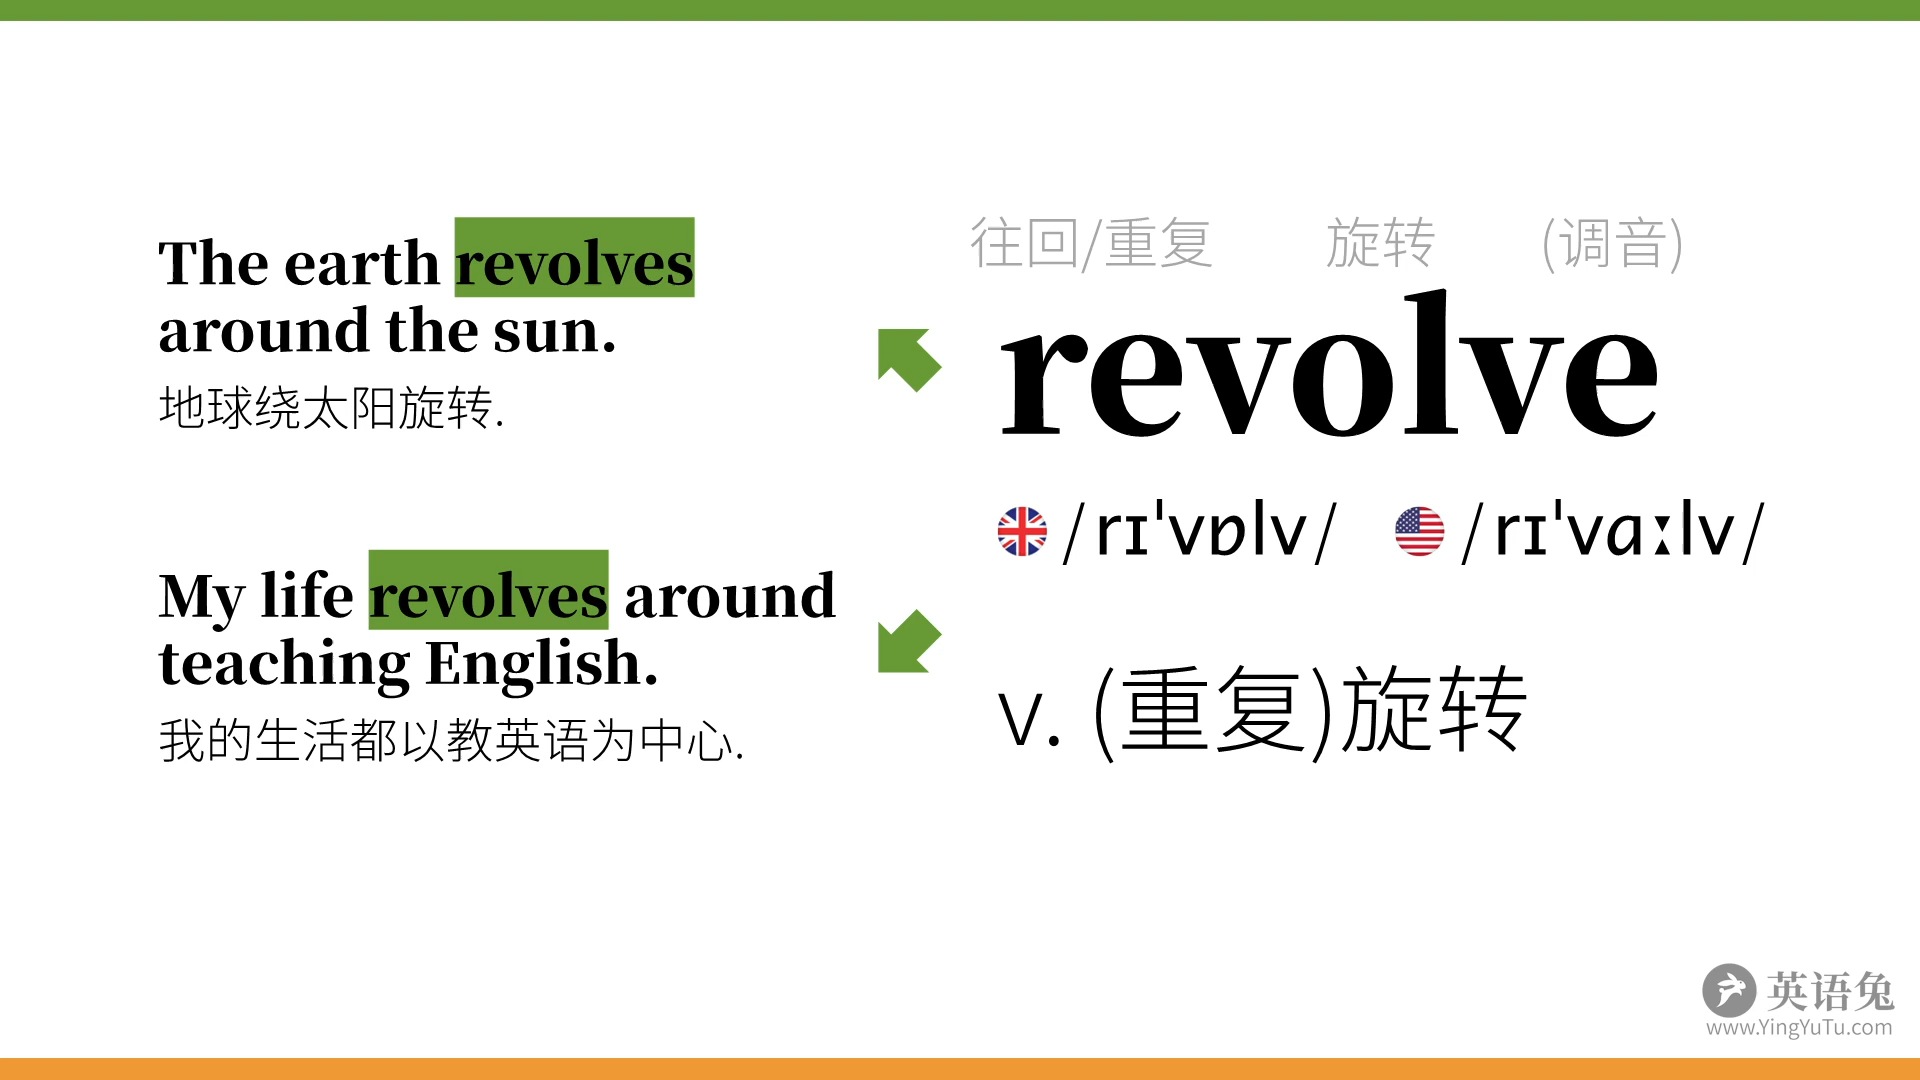 The earth revolves
around the sun.
地球绕太阳旋转.
My life revolves around
teaching English.
我的生活都以教英语为中心.
往回/重复 旋转 (调音)
revolve
/rɪˈvɒlv/ /rɪˈvɑːlv/
v. (重复)旋转
英语兔
www.YingYuTu.com